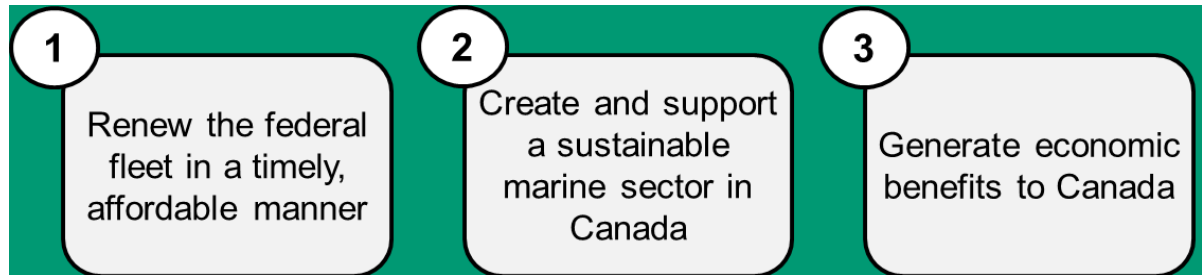 1
Renew the federal
fleet in a timely,
affordable manner
2
Create and support
a sustainable
marine sector in
Canada
3
Generate economic
benefits to Canada